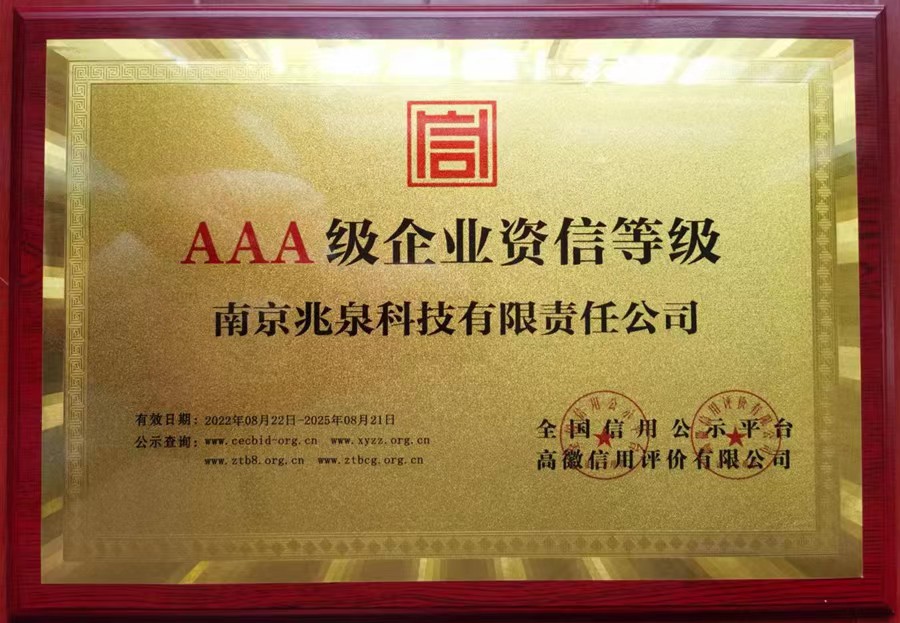 信
AAA级企业资信等级
南京兆泉科技有限责任公司
有效日期：2022年08月22日-2025年08月21日
公示查询：www.cecbid-org.cn www.xyzz.org.cn
www.ztb8.org.cn www.ztbcg.org.cn
全国信用公示平台
高徽信用评价有限公司